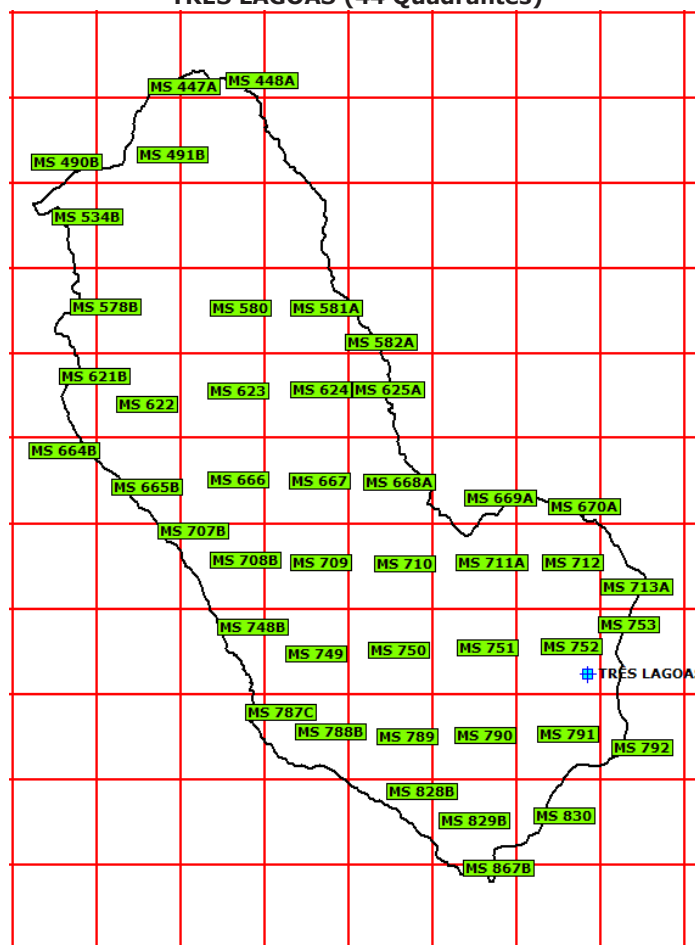 TRES LAGOAS (44 Quadrantes)
MS 447A
MS 448A
MS 490B
MS 491B
MS 534B
MS 578B
MS 580
MS 581A
MS 582A
MS 621B
MS 622
MS 623
MS 624
MS 625A
MS 664B
MS 665B
MS 666
MS 667
MS 668A
MS 669A
MS 670A
MS 707B
MS 708B
MS 709
MS 710
MS 711A
MS 712
MS 713A
MS 748B
MS 749
MS 750
MS 751
MS 752
MS 753
TRES LAGOAS
MS 787C
MS 788B
MS 789
MS 790
MS 791
MS 792
MS 828B
MS 829B
MS 830
MS 867B